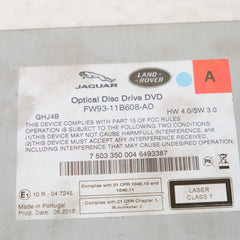 JAGUAR
LAND-ROVER
A
Optical Disc Drive DVD
FW93-11B608-AD
GHJ4B
HW 4.0/SW 3.0
THIS DEVICE COMPLIES WITH PART 15 OF FCC RULES
OPERATION IS SUBJECT TO THE FOLLOWING TWO CONDITIONS:
(1) THIS DEVICE MAY NOT CAUSE HARMFUL INTERFERENCE, AND
(2) THIS DEVICE MUST ACCEPT ANY INTERFERENCE RECEIVED,
INCLUDING INTERFERENCE THAT MAY CAUSE UNDESIRED
OPERATION.
7 503 350 004 6493387
E1 10 R - 04 7245
Made in Portugal
Prod. 05.2016
Complies with 21 CFR 1040.10 and
1040.11
Complies with 21 CFR Chapter 1,
Subchapter J
LASER
CLASS 1